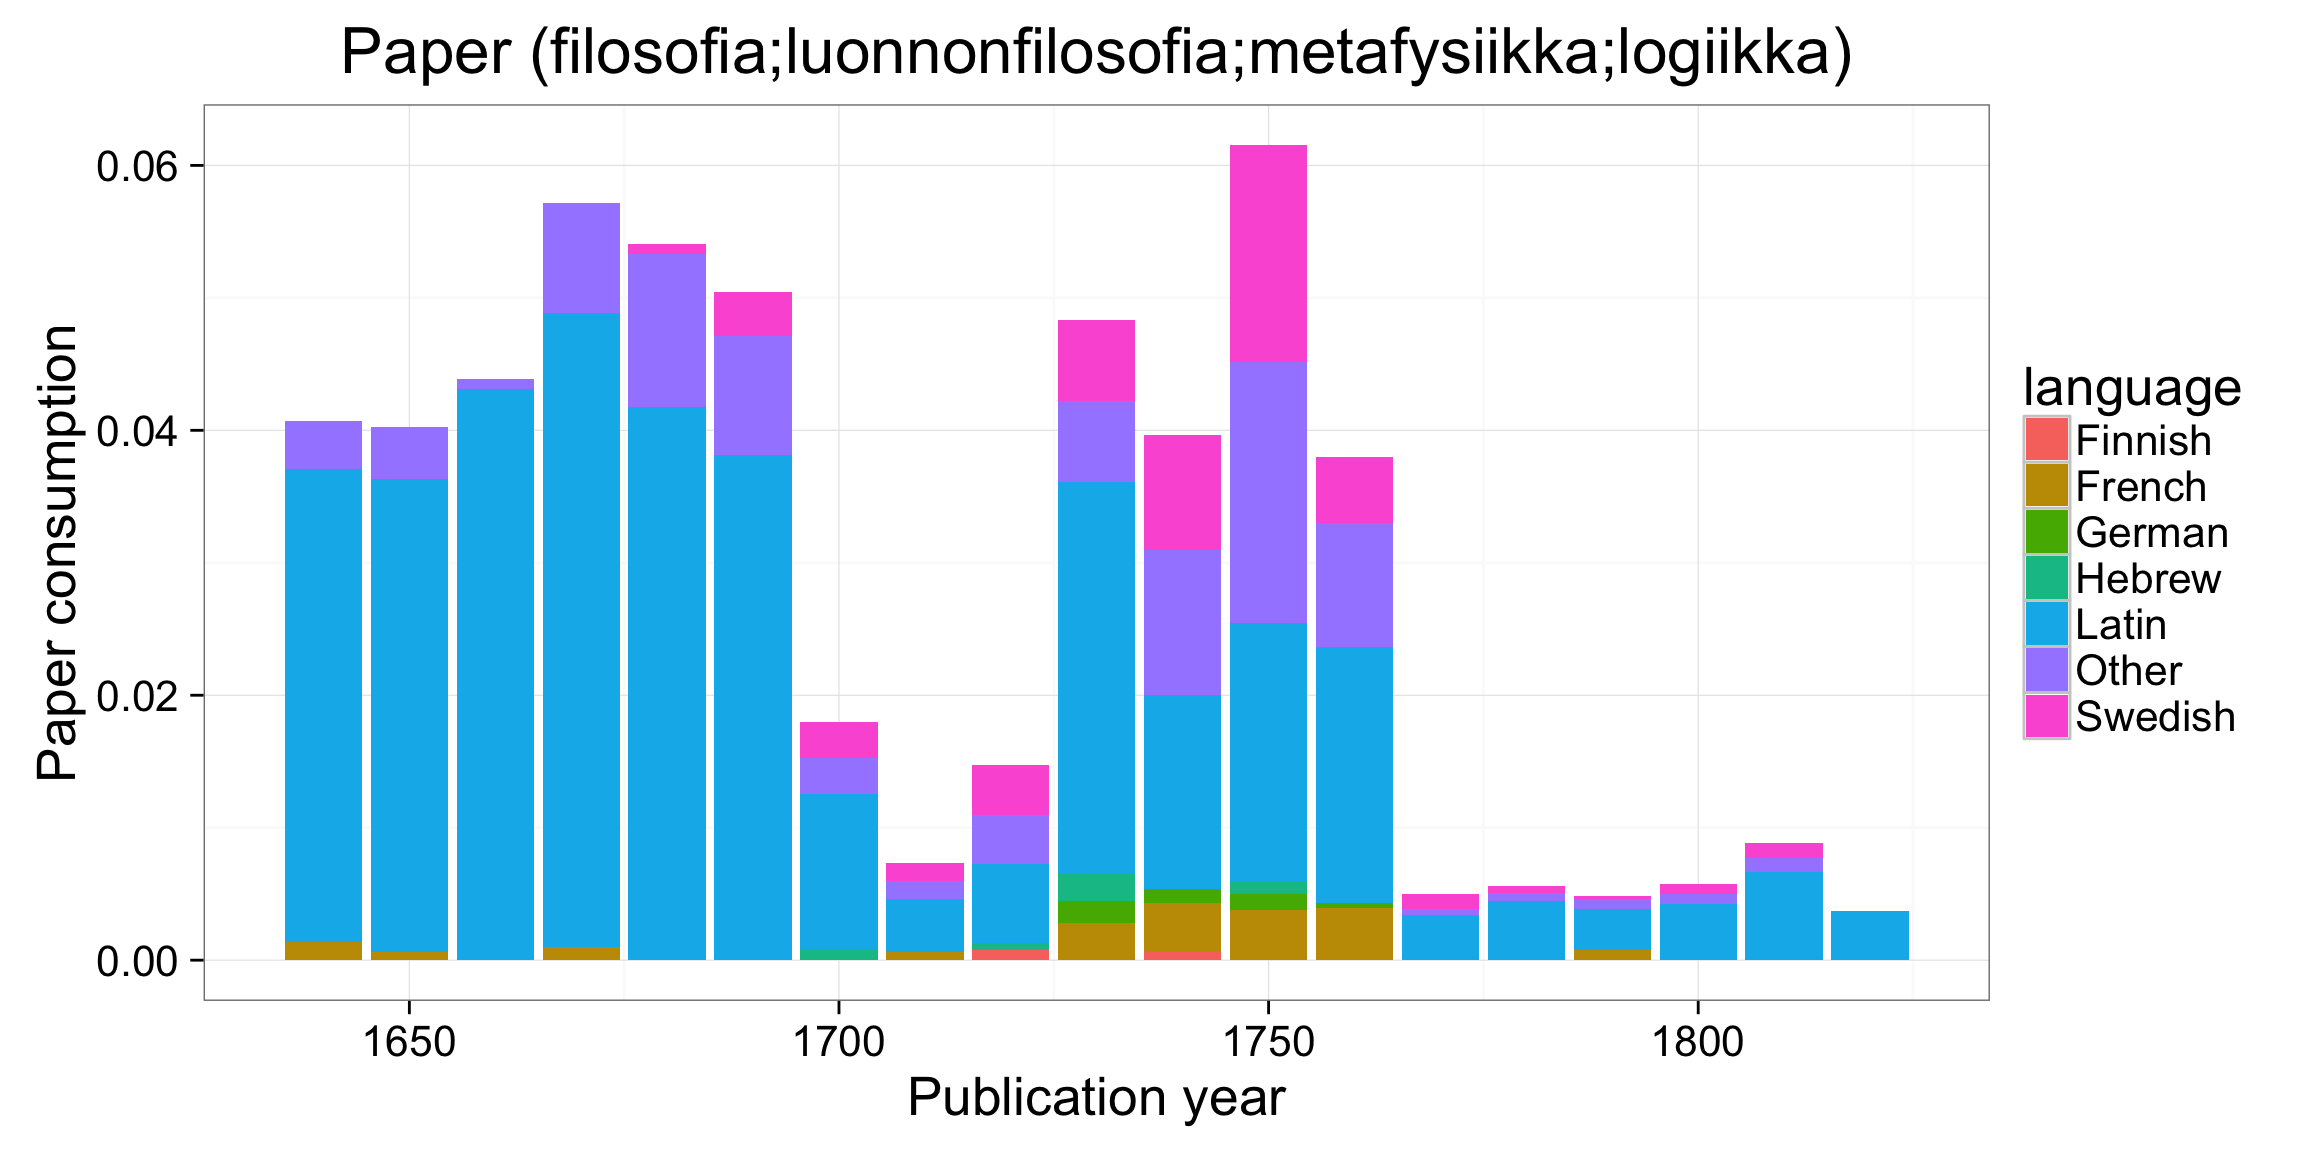 Paper (filosofia;luonnonfilosofia;metafysiikka;logiikka)
Paper consumption
0.06
0.04
0.02
0.00
1650 1700 1750 1800
Publication year
language
Finnish
French
German
Hebrew
Latin
Other
Swedish